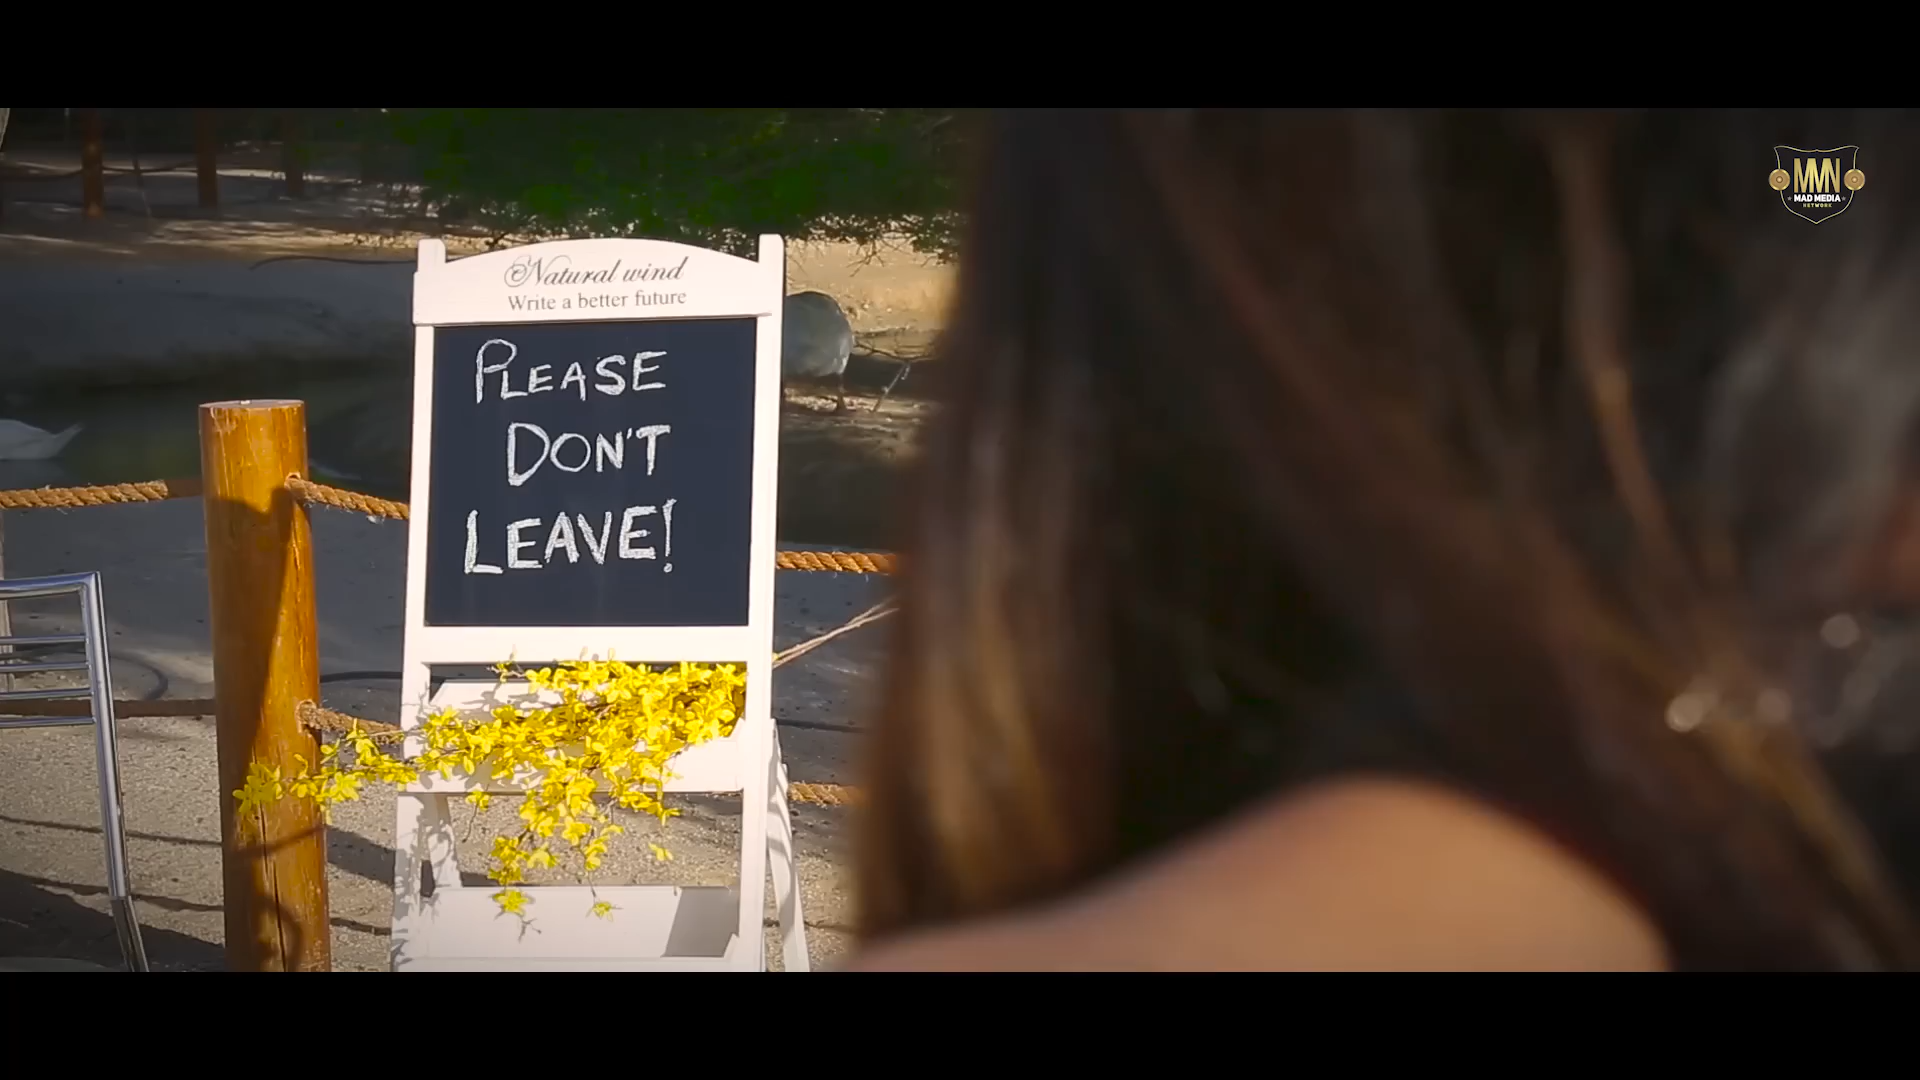 Natural wind
Write a better future
PLEASE
DON'T
LEAVE!
MMN
MAD MEDIA
NETWORK